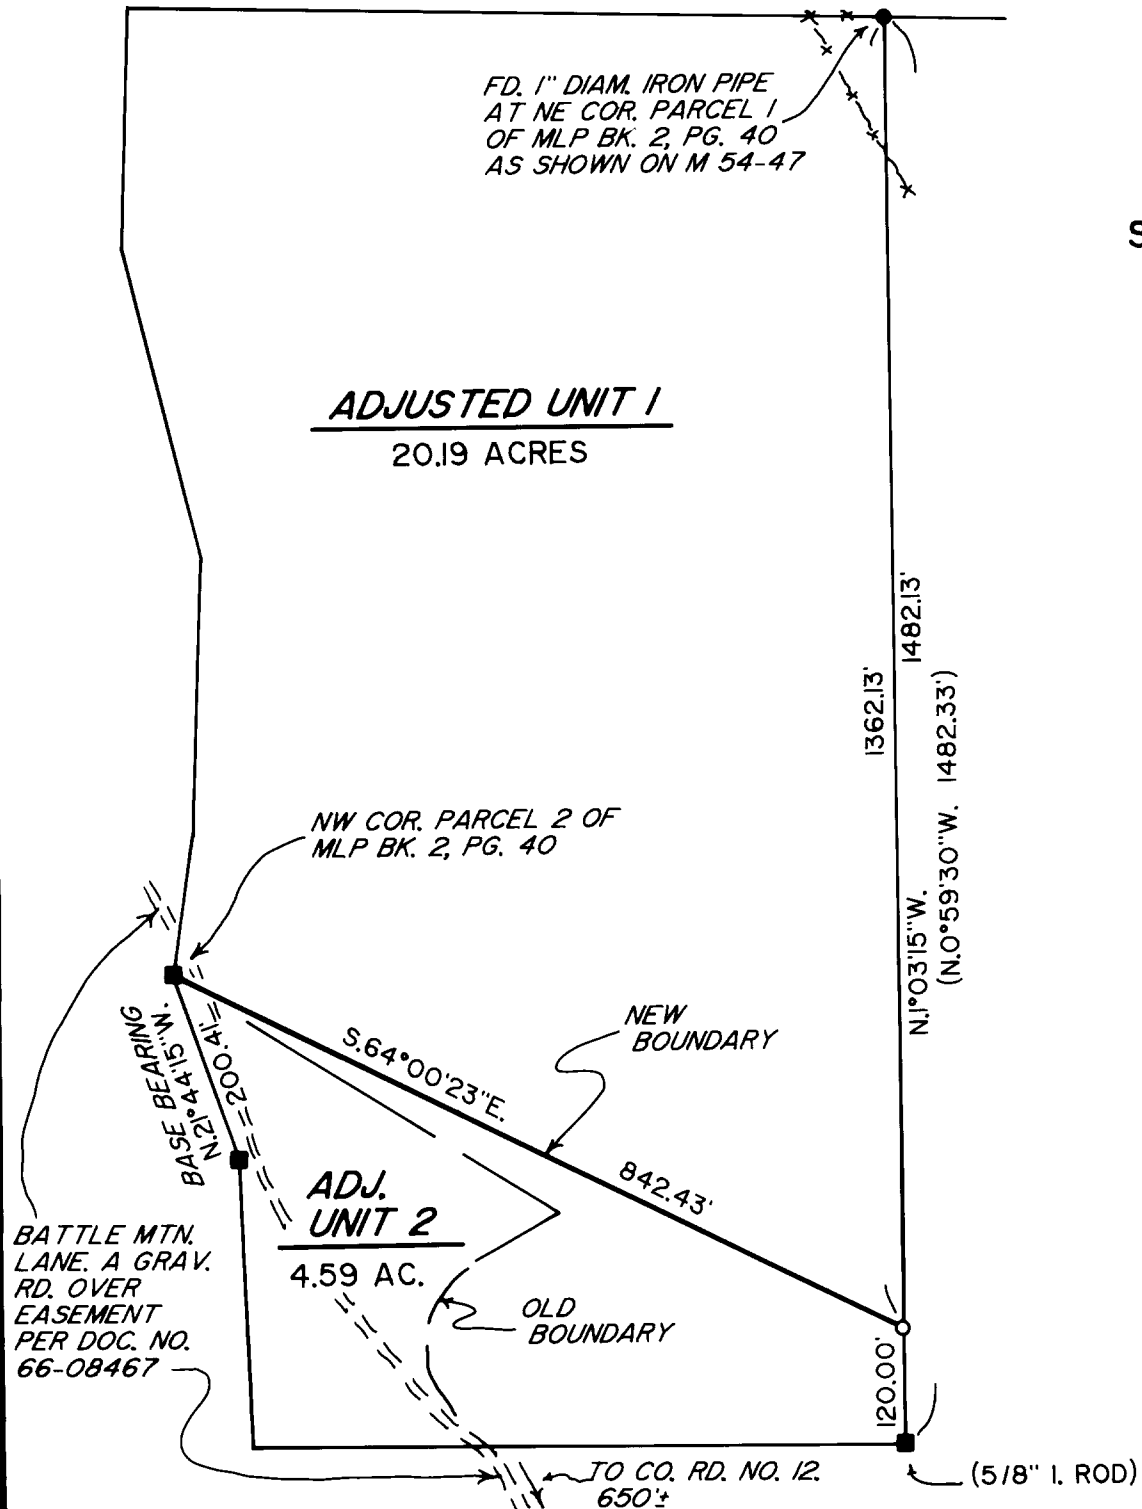 FD. 1" DIAM. IRON PIPE
AT NE COR. PARCEL 1
OF MLP BK. 2, PG. 40
AS SHOWN ON M 54-47
S
ADJUSTED UNIT 1
20.19 ACRES
1482.13'
1362.13'
N.1°03'15"W.
(N.0°59'30"W. 1482.33')
NW COR. PARCEL 2 OF
MLP BK. 2, PG. 40
BASE BEARING
N.21°44'15"W.
200.41'
S.64°00'23"E.
842.43'
NEW
BOUNDARY
ADJ.
UNIT 2
4.59 AC.
OLD
BOUNDARY
BATTLE MTN.
LANE. A GRAV.
RD. OVER
EASEMENT
PER DOC. NO.
66-08467
120.00'
TO CO. RD. NO. 12.
650'±
(5/8" I. ROD)